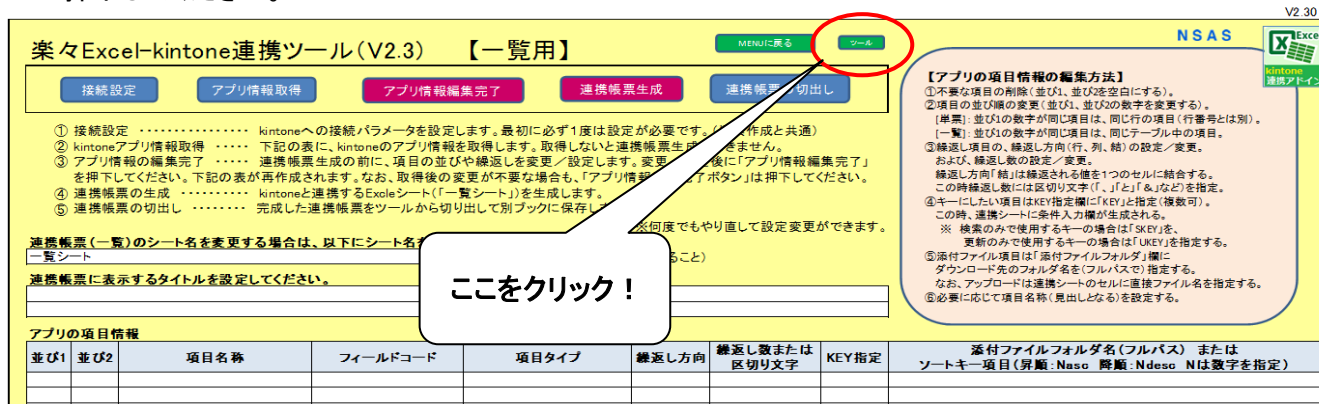 V2.30
楽々Excel-kintone連携ツール(V2.3) 【一覧用】
MENUに戻る
ツール
NSAS
Exce
kintone
連携アドイン
接続設定
アプリ情報取得
アプリ情報編集完了
連携帳票生成
連携帳票の切出し
① 接続設定 ・・・・・・・・・・・・・・・・ kintoneへの接続パラメータを設定します。最初に必ず1度は設定が必要です。
作成と共通)
② kintoneアプリ情報取得 ・・・・・ 下記の表に、kintoneのアプリ情報を取得します。取得しないと連携帳票生成
きません。
③ アプリ情報の編集完了 ・・・・・ 連携帳票生成の前に、項目の並びや繰返しを変更/設定します。変更
後に「アプリ情報編集完了」
を押下してください。下記の表が再作成されます。なお、取得後の変更が不要な場合も、「アプリ情報
完了ボタン」は押下してください。
④ 連携帳票の生成 ・・・・・・・・・・ kintoneと連携するExcleシート(「一覧シート」)を生成します。
⑤ 連携帳票の切出し ・・・・・・・・ 完成した連携帳票をツールから切り出して別ブックに保存し
※何度でもやり直して設定変更ができます。
連携帳票(一覧)のシート名を変更する場合は、以下にシート名を
ること)
一覧シート
連携帳票に表示するタイトルを設定してください。
ここをクリック！
【アプリの項目情報の編集方法】
①不要な項目の削除(並び1、並び2を空白にする)。
②項目の並び順の変更(並び1、並び2の数字を変更する)。
[単票]:並び1の数字が同じ項目は、同じ行の項目(行番号とは別)。
[一覧]:並び1の数字が同じ項目は、同じテーブル中の項目。
③繰返し項目の、繰返し方向(行、列、結)の設定/変更。
および、繰返し数の設定/変更。
繰返し方向「結」は繰返される値を1つのセルに結合する。
この時繰返し数には区切り文字(「、」「と」「&」など)を指定。
④キーにしたい項目はKEY指定欄に「KEY」と指定(複数可)。
この時、連携シートに条件入力欄が生成される。
※ 検索のみで使用するキーの場合は「SKEY」を、
更新のみで使用するキーの場合は「UKEY」を指定する。
⑤添付ファイル項目は「添付ファイルフォルダ」欄に
ダウンロード先のフォルダ名を(フルパスで)指定する。
なお、アップロードは連携シートのセルに直接ファイル名を指定する。
⑥必要に応じて項目名称(見出しとなる)を設定する。
アプリの項目情報
並び1
並び2
項目名称
フィールドコード
項目タイプ
繰返し方向
繰返し数または
区切り文字
KEY指定
添付ファイルフォルダ名(フルパス) または
ソートキー項目(昇順:Nasc 降順:Ndesc Nは数字を指定)